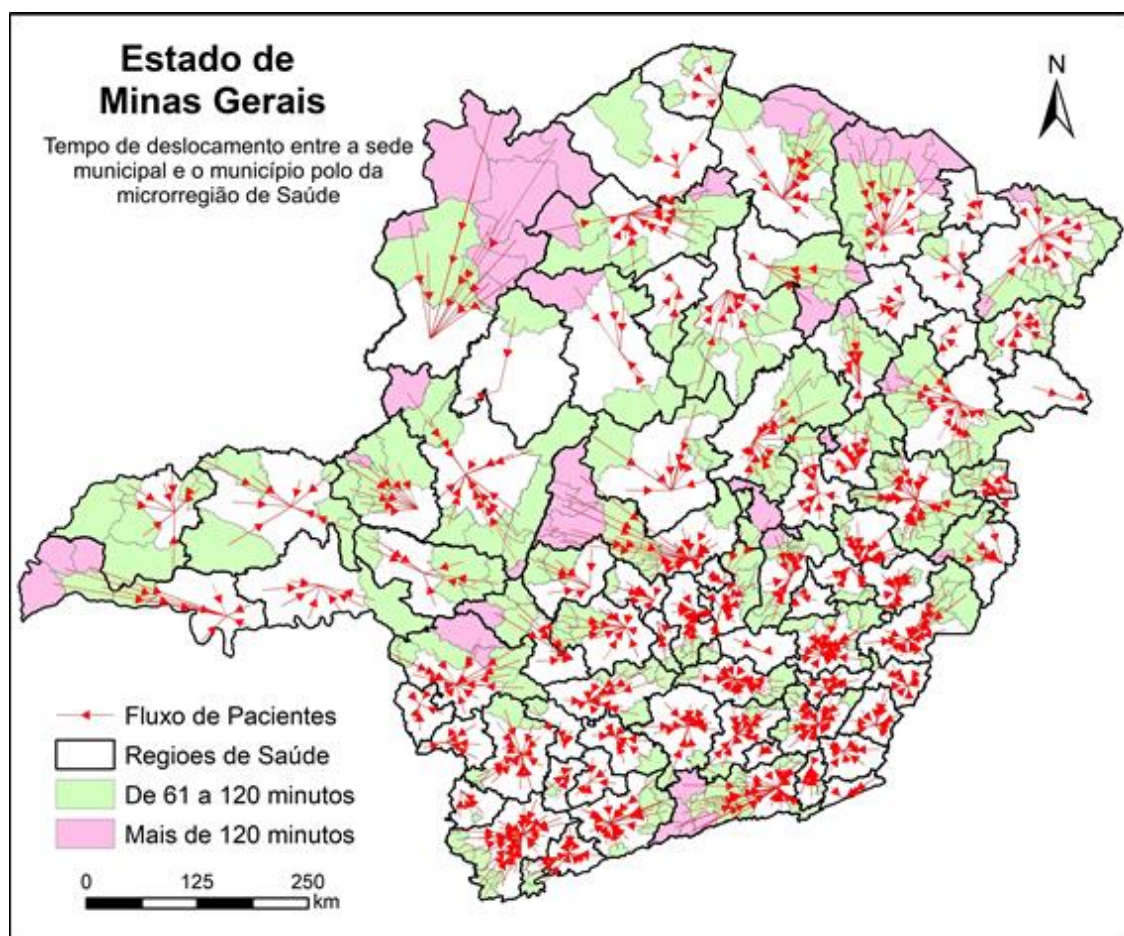 Estado de
Minas Gerais
Tempo de deslocamento entre a sede
municipal e o município polo da
microrregião de Saúde
N
Fluxo de Pacientes
Regioes de Saúde
De 61 a 120 minutos
Mais de 120 minutos
0 125 250
km